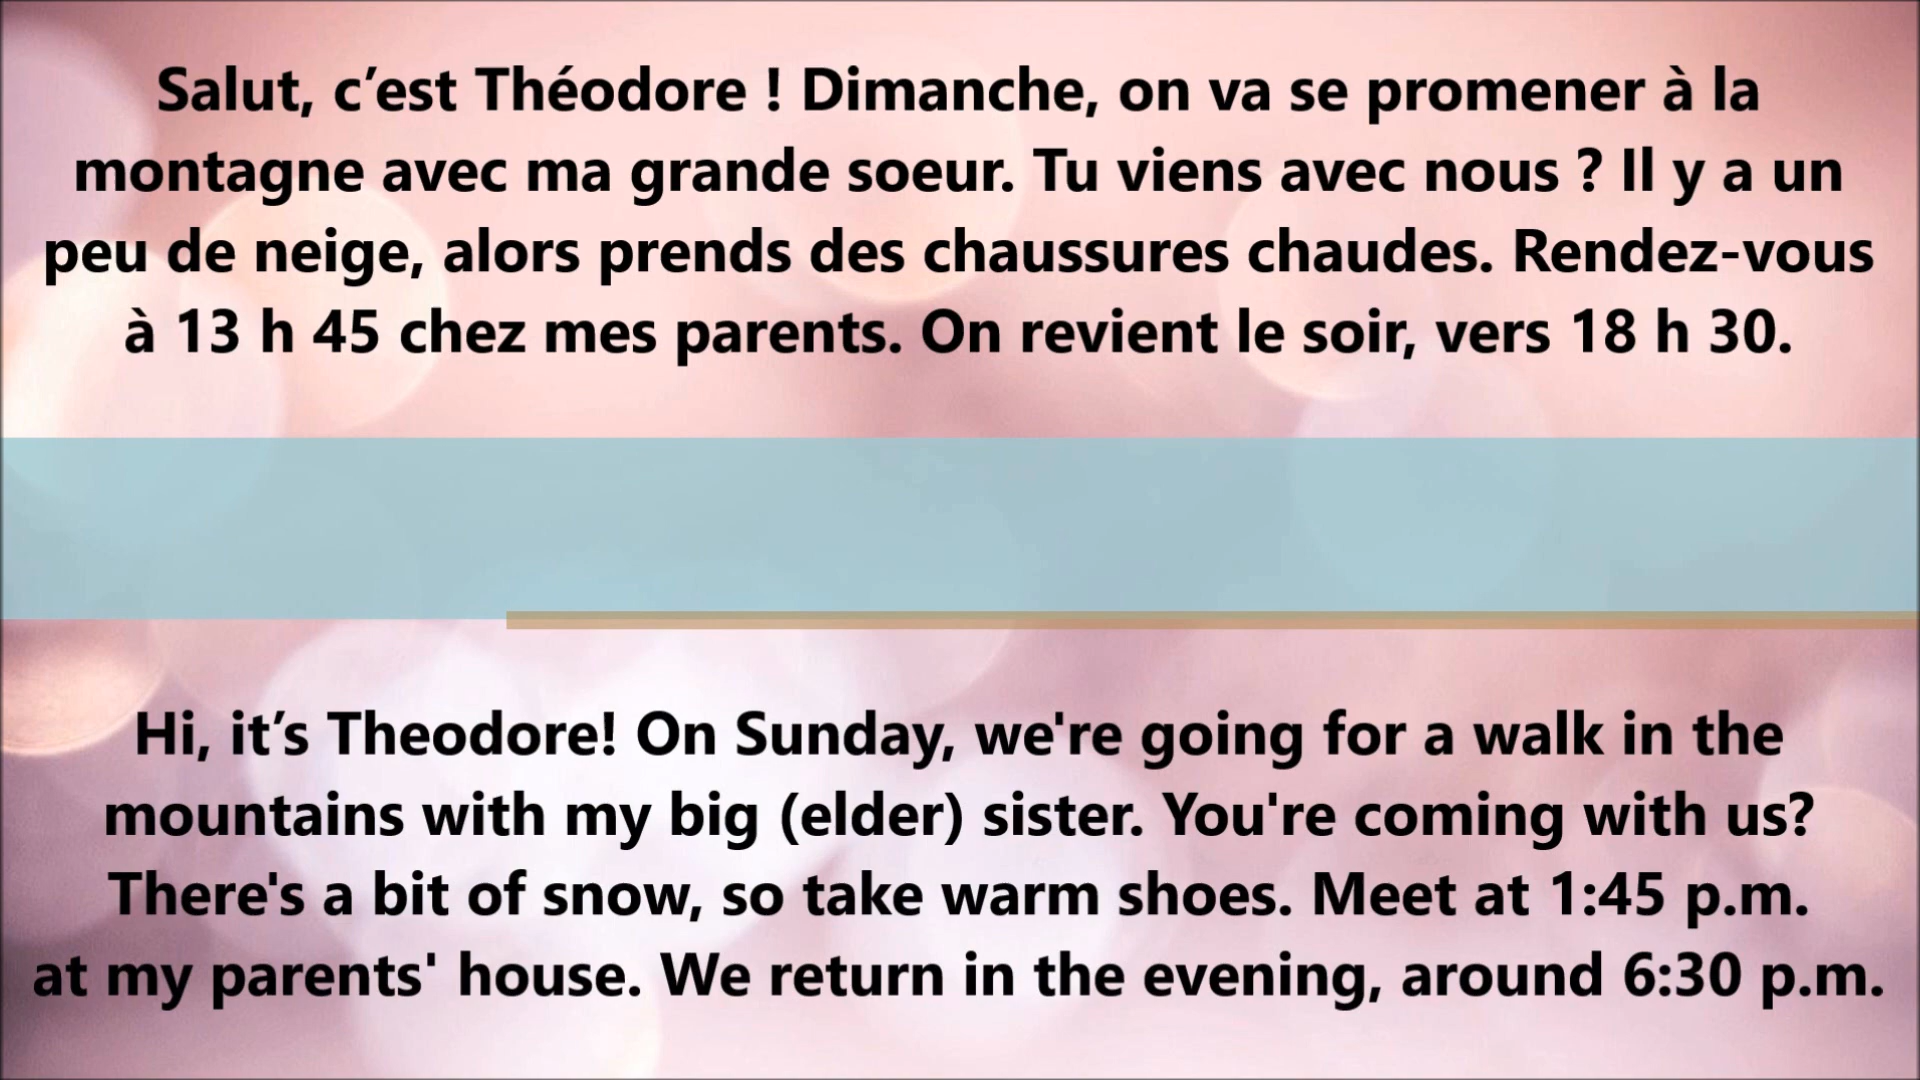 Salut, c’est Théodore ! Dimanche, on va se promener à la
montagne avec ma grande soeur. Tu viens avec nous ? Il y a un
peu de neige, alors prends des chaussures chaudes. Rendez-vous
à 13 h 45 chez mes parents. On revient le soir, vers 18 h 30.
Hi, it’s Theodore! On Sunday, we're going for a walk in the
mountains with my big (elder) sister. You're coming with us?
There's a bit of snow, so take warm shoes. Meet at 1:45 p.m.
at my parents' house. We return in the evening, around 6:30 p.m.